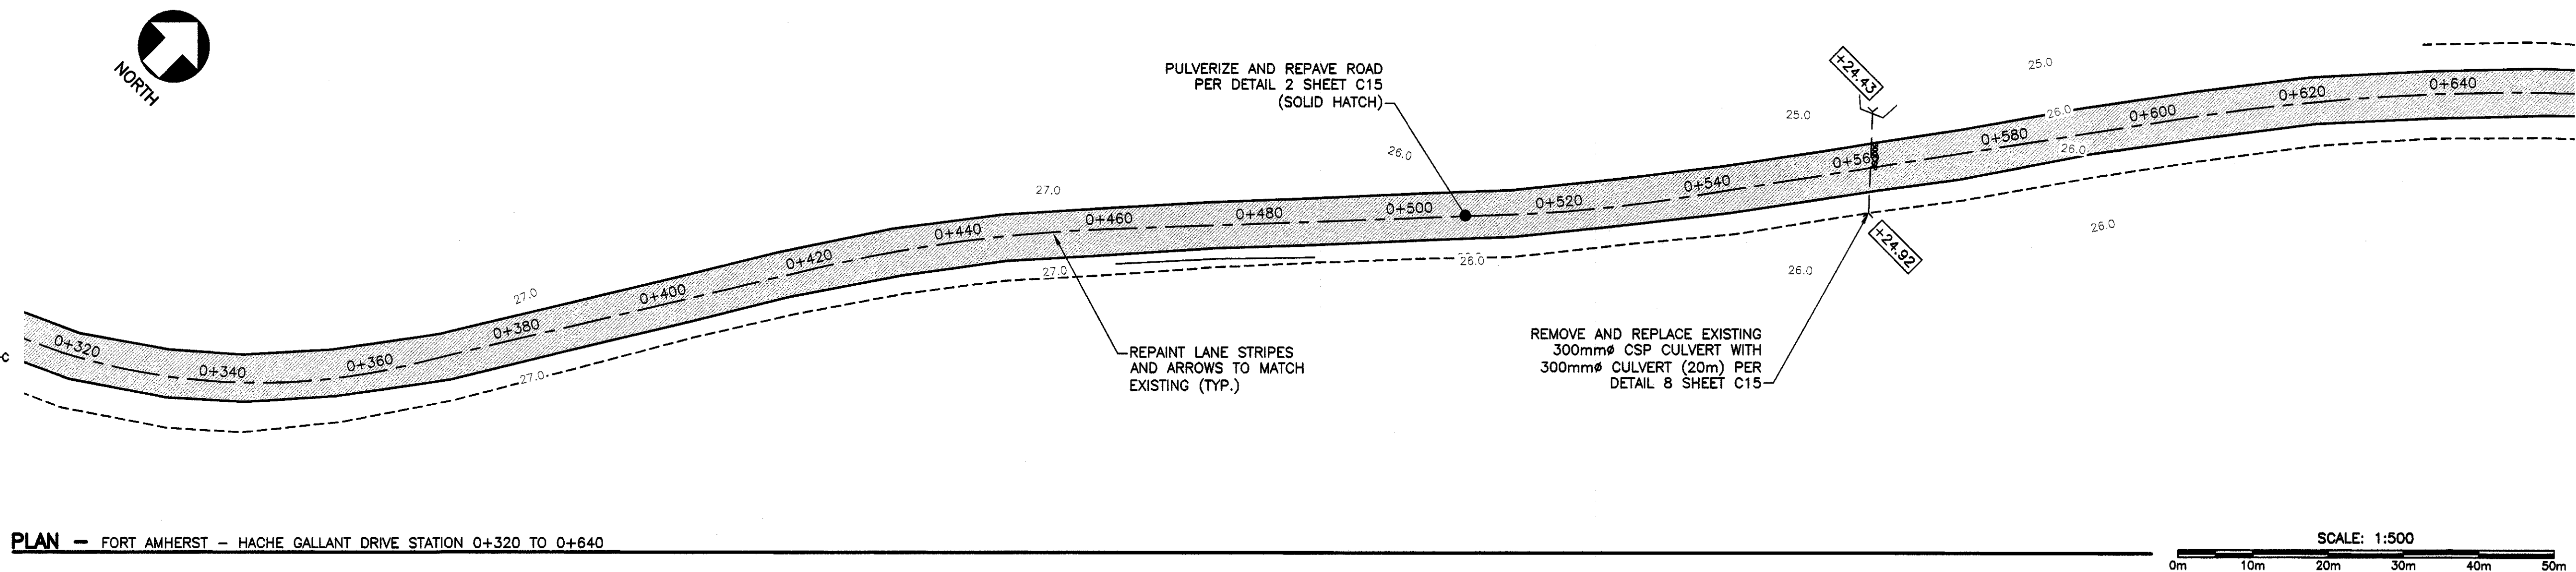 NORTH
PULVERIZE AND REPAVE ROAD
PER DETAIL 2 SHEET C15
(SOLID HATCH)
+24.43
25.0
25.0
26.0
26.0
26.0
27.0
27.0
27.0
27.0
26.0
26.0
26.0
0+320
0+340
0+360
0+380
0+400
0+420
0+440
0+460
0+480
0+500
0+520
0+540
0+560
0+580
0+600
0+620
0+640
+24.92
C
REPAINT LANE STRIPES
AND ARROWS TO MATCH
EXISTING (TYP.)
REMOVE AND REPLACE EXISTING
300mmø CSP CULVERT WITH
300mmø CULVERT (20m) PER
DETAIL 8 SHEET C15
PLAN – FORT AMHERST – HACHE GALLANT DRIVE STATION 0+320 TO 0+640
SCALE: 1:500
0m 10m 20m 30m 40m 50m